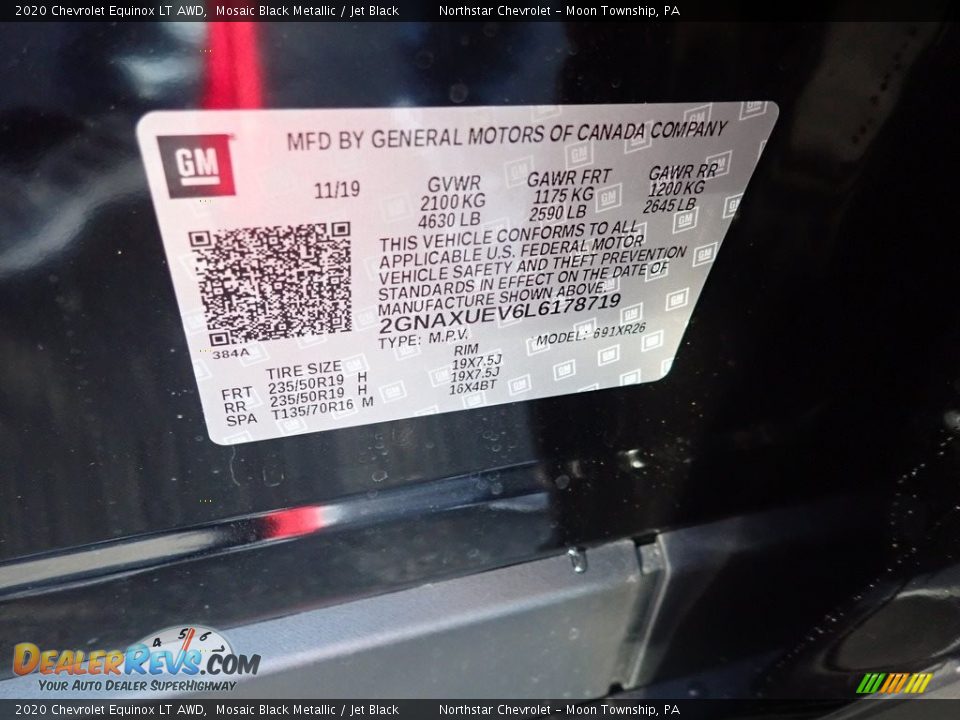 2020 Chevrolet Equinox LT AWD, Mosaic Black Metallic / Jet Black Northstar Chevrolet - Moon Township, PA
MFD BY GENERAL MOTORS OF CANADA COMPANY
GM
11/19
GVWR
2100 KG
4630 LB
GAWR FRT
1175 KG
2590 LB
GAWR RR
1200 KG
2645 LB
THIS VEHICLE CONFORMS TO ALL
APPLICABLE U.S. FEDERAL MOTOR
VEHICLE SAFETY AND THEFT PREVENTION
STANDARDS IN EFFECT ON THE DATE OF
MANUFACTURE SHOWN ABOVE.
2GNAXUEV6L6178719
TYPE: M.P.V. MODEL: 691XR26
384A
TIRE SIZE RIM
FRT 235/50R19 H 19X7.5J
RR 235/50R19 H 19X7.5J
SPA T135/70R16 M 16X4BT
4 5 6
DealerRevs.com
Your Auto Dealer SuperHighway
2020 Chevrolet Equinox LT AWD, Mosaic Black Metallic / Jet Black Northstar Chevrolet - Moon Township, PA